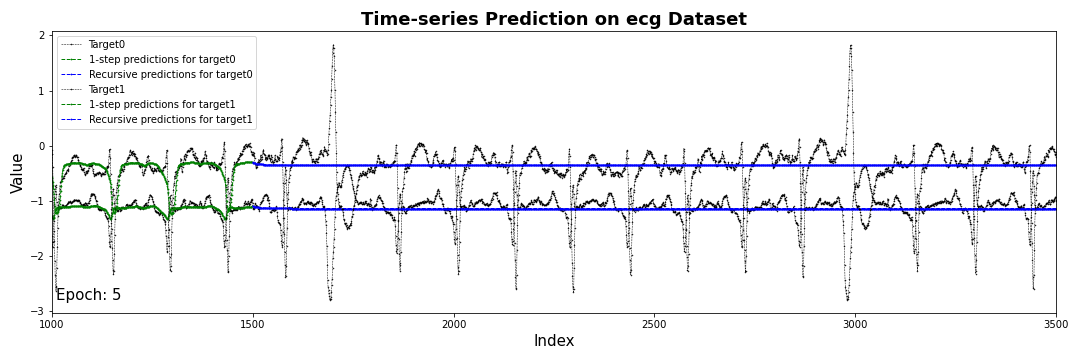 Time-series Prediction on ecg Dataset
2
1
0
−1
−2
−3
Value
Target0
1-step predictions for target0
Recursive predictions for target0
Target1
1-step predictions for target1
Recursive predictions for target1
Epoch: 5
1000 1500 2000 2500 3000 3500
Index